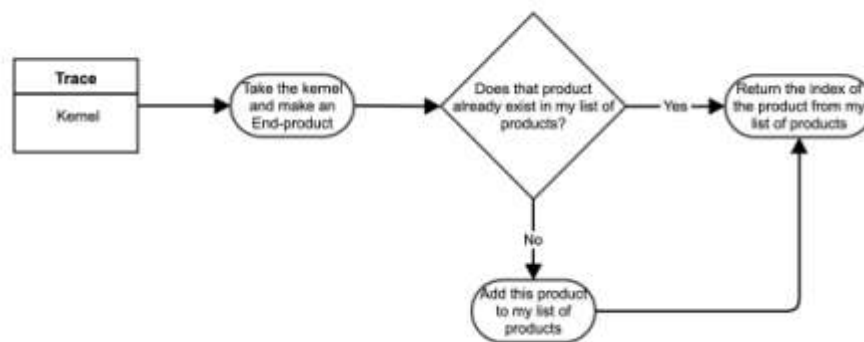 Trace
Kernel
Take the kernel
and make an
End-product
Does that product
already exist in my list of
products?
Yes
Return the index of
the product from my
list of products
No
Add this product
to my list of
products